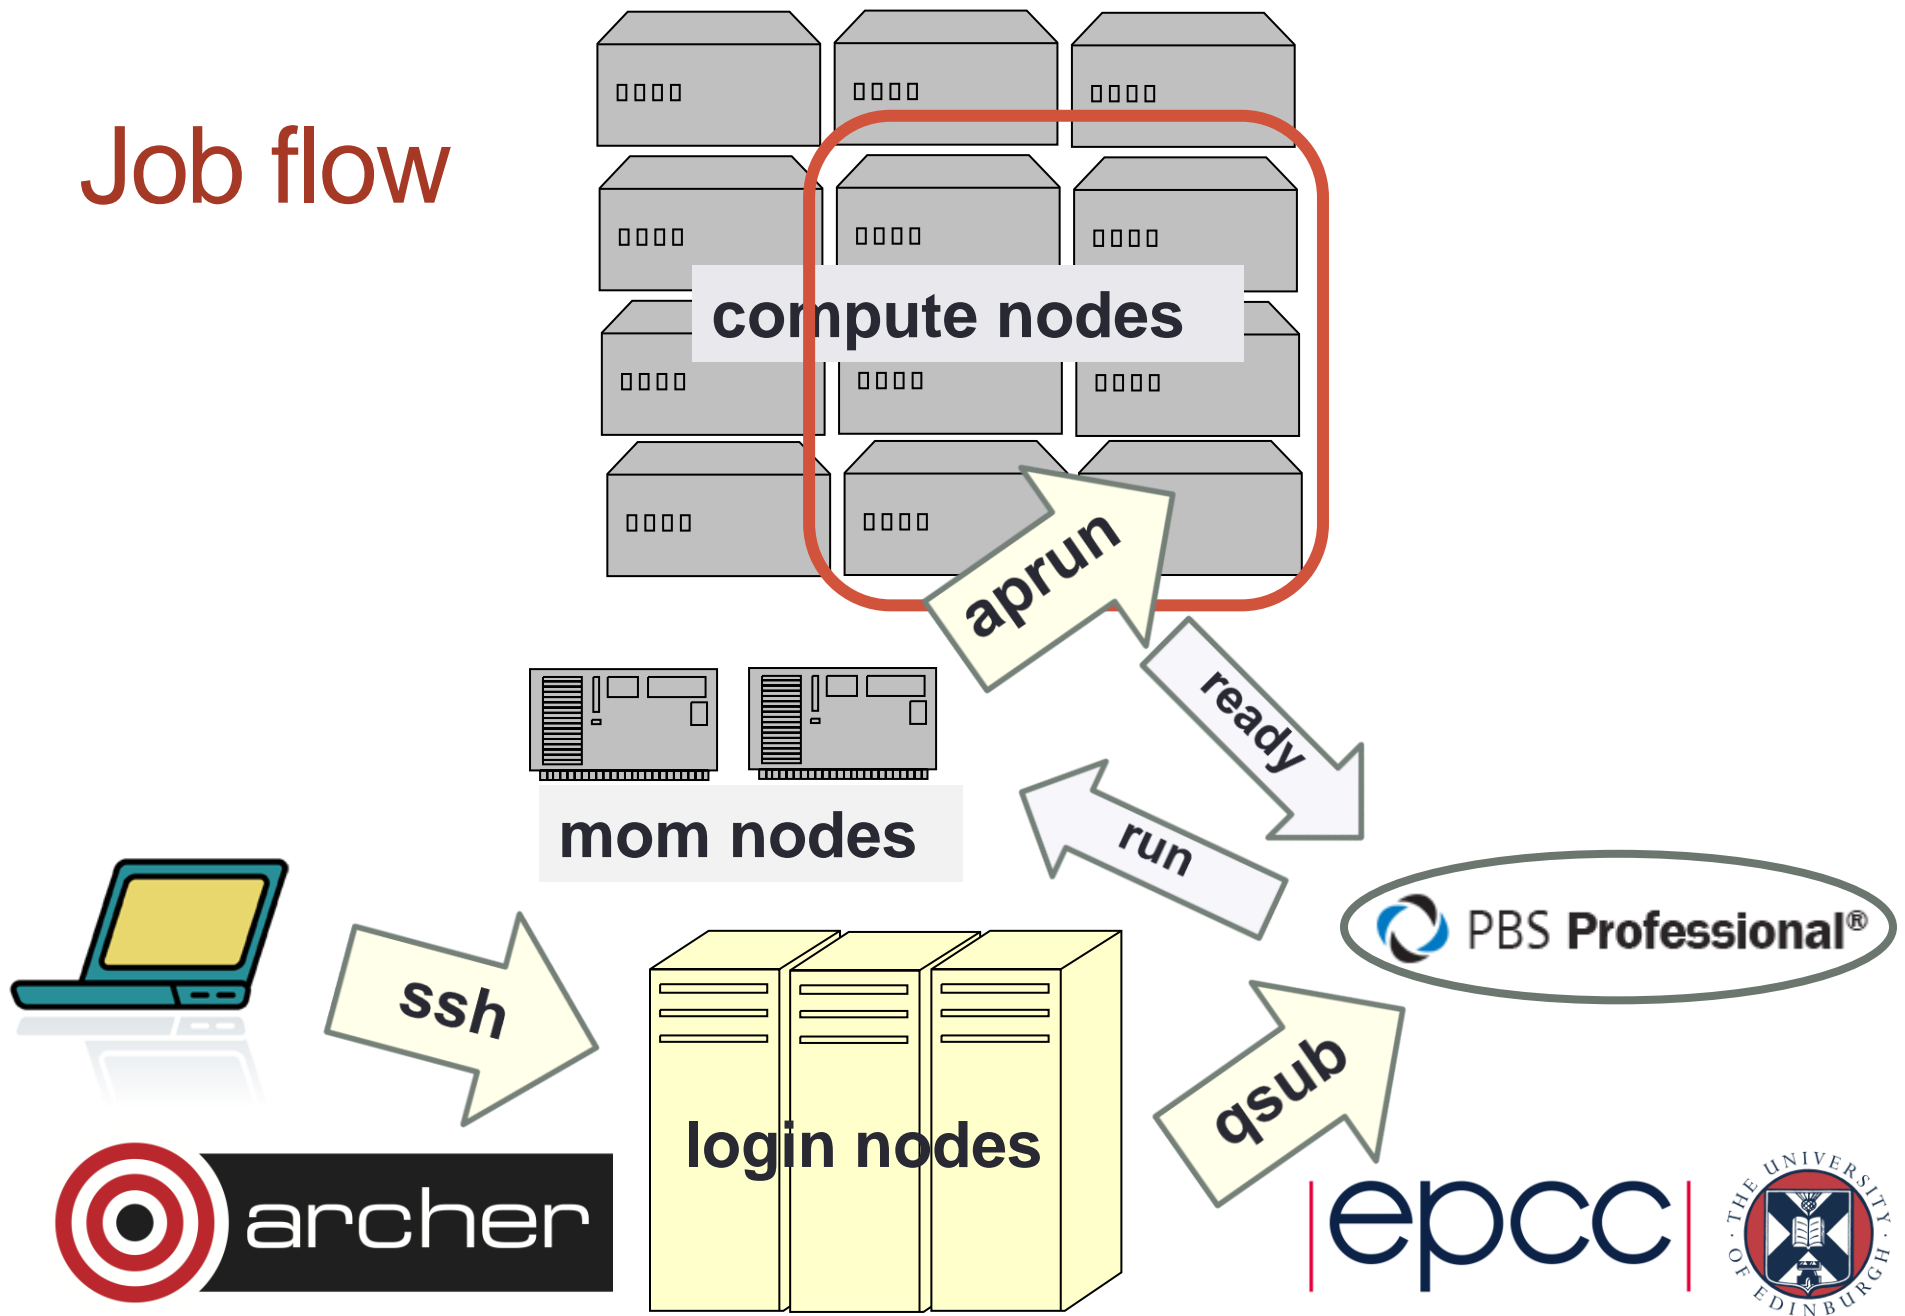 Job flow
compute nodes
aprun
ready
mom nodes
run
PBS Professional®
ssh
qsub
login nodes
archer
|epcc|
THE UNIVERSITY OF EDINBURGH